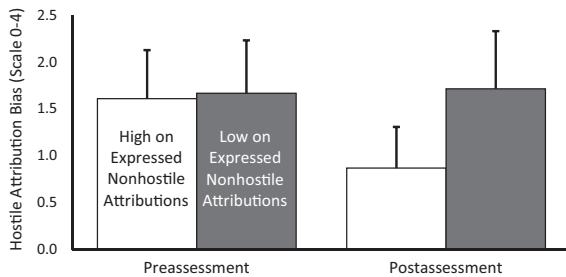 Hostile Attribution Bias (Scale 0-4)
2.5
2.0
1.5
1.0
0.5
0.0
High on
Expressed
Nonhostile
Attributions
Low on
Expressed
Nonhostile
Attributions
Preassessment
Postassessment